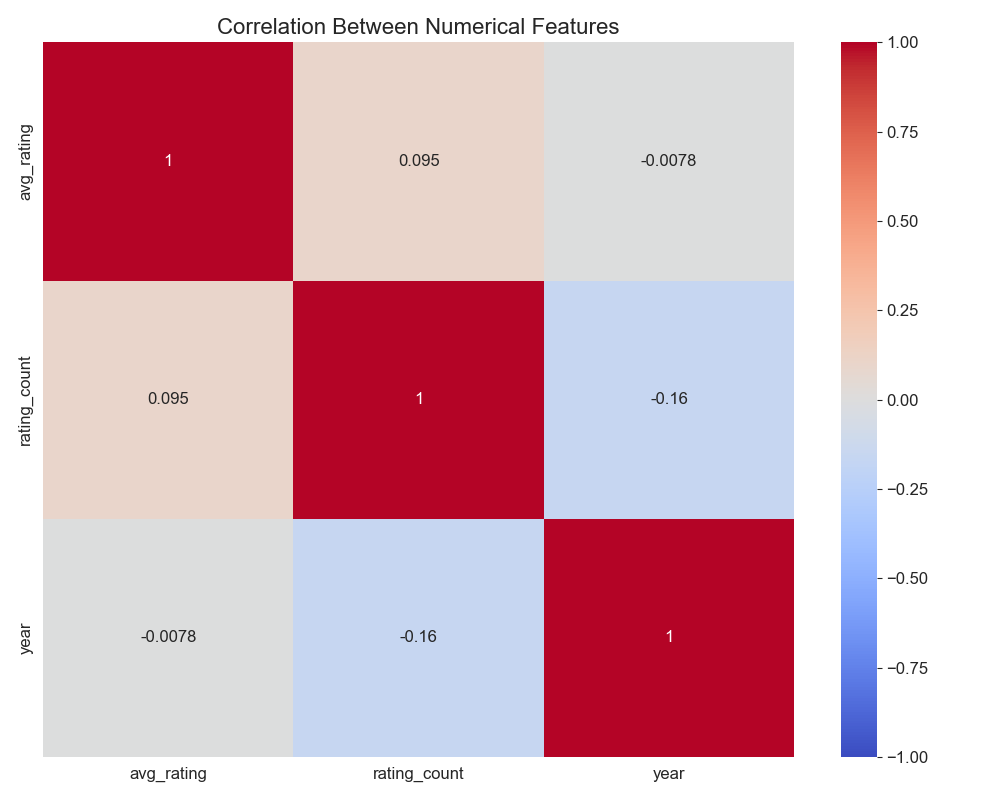 Correlation Between Numerical Features
avg_rating
1
0.095
-0.0078
rating_count
0.095
1
-0.16
year
-0.0078
-0.16
1
avg_rating
rating_count
year
1.00
0.75
0.50
0.25
0.00
−0.25
−0.50
−0.75
−1.00